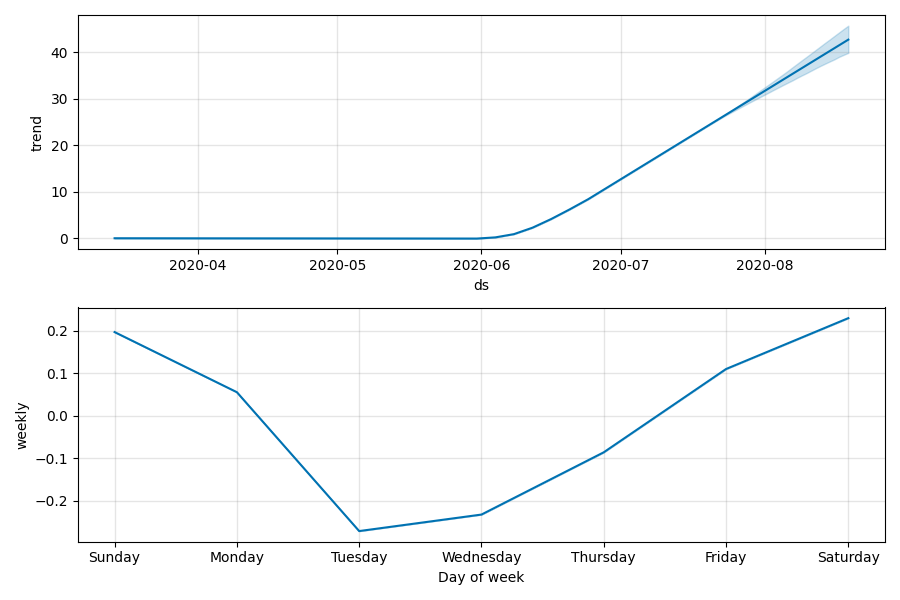 40
30
20
10
0
trend
2020-04 2020-05 2020-06 2020-07 2020-08
ds
0.2
0.1
0.0
−0.1
−0.2
weekly
Sunday Monday Tuesday Wednesday Thursday Friday Saturday
Day of week